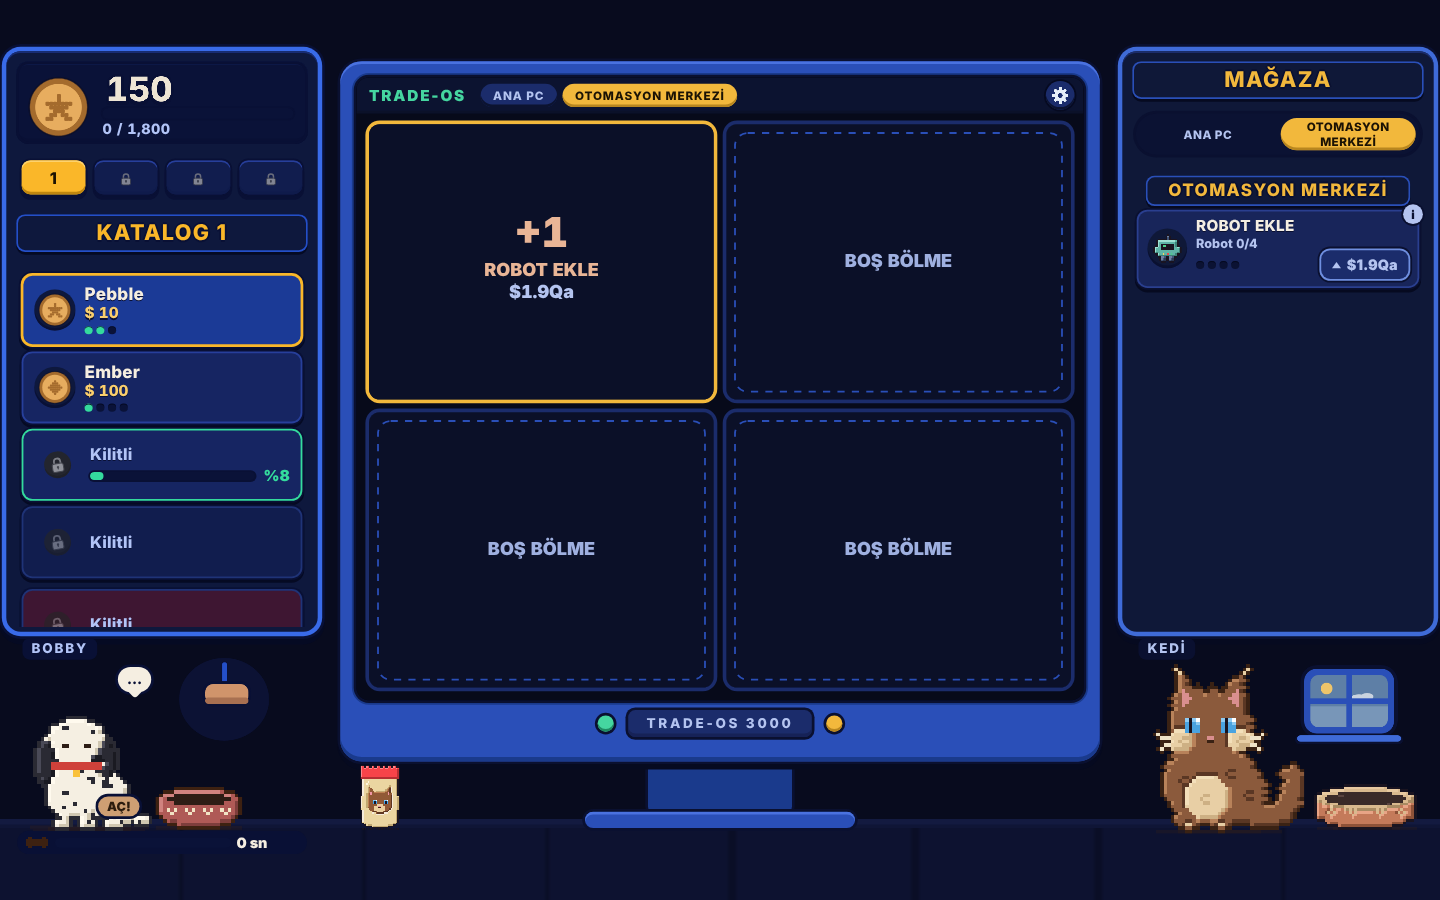 150
0 / 1,800
1
KATALOG 1
Pebble
$ 10
Ember
$ 100
Kilitli
%8
Kilitli
Kilitli
BOBBY
...
AÇ!
0 sn
TRADE-OS
ANA PC
OTOMASYON MERKEZİ
+1
ROBOT EKLE
$1.9Qa
BOŞ BÖLME
BOŞ BÖLME
BOŞ BÖLME
TRADE-OS 3000
MAĞAZA
ANA PC
OTOMASYON
MERKEZİ
OTOMASYON MERKEZİ
i
ROBOT EKLE
Robot 0/4
$1.9Qa
KEDİ